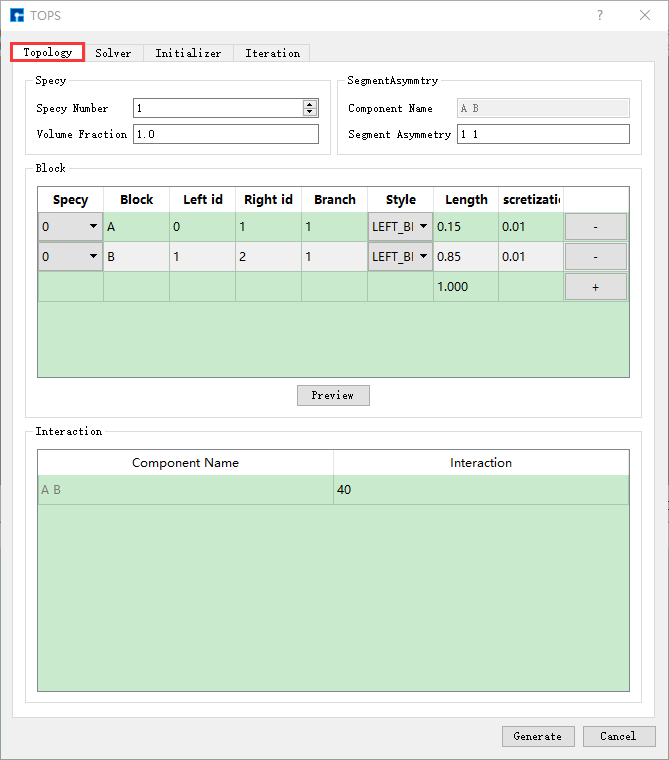 TOPS
Topology Solver Initializer Iteration
Specy
Specy Number 1
Volume Fraction 1.0
SegmentAsymmtry
Component Name A B
Segment Asymmetry 1 1
Block
Specy Block Left id Right id Branch Style Length scretizatio
0 A 0 1 1 LEFT_BI 0.15 0.01 -
0 B 1 2 1 LEFT_BI 0.85 0.01 -
1.000 +
Preview
Interaction
Component Name Interaction
A B 40
Generate Cancel